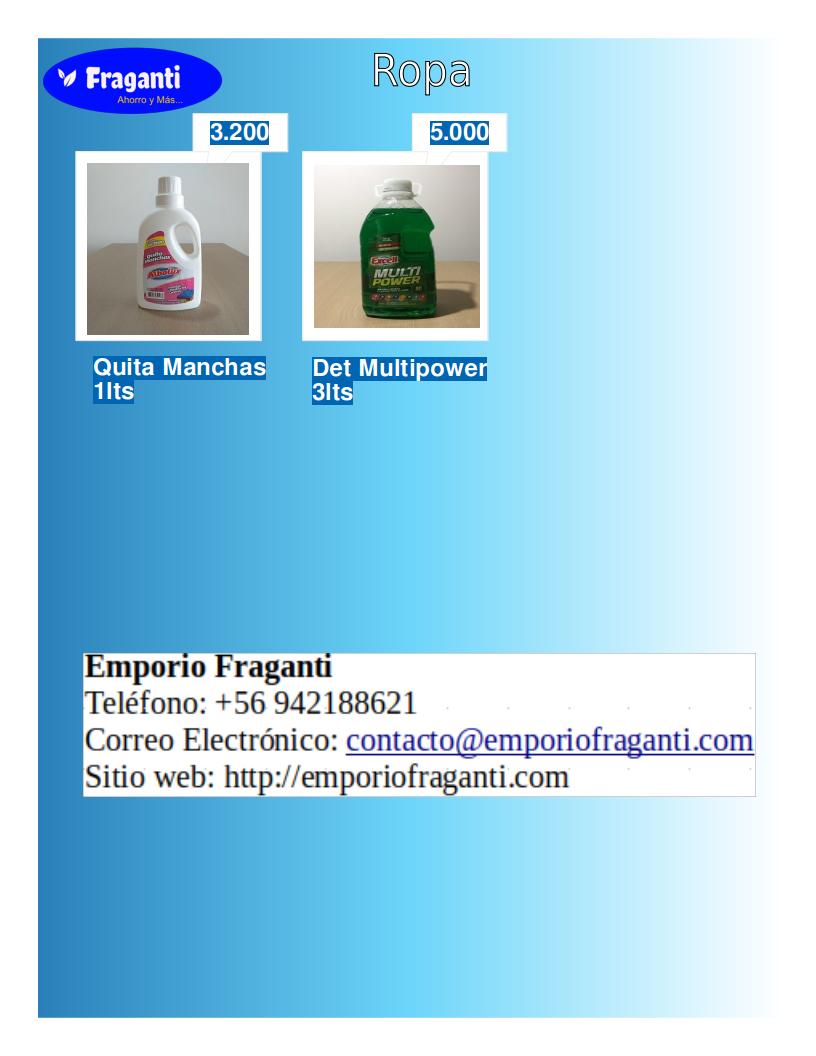 Fraganti
Ahorro y Más...
Ropa
3.200
5.000
quita
manchas
Excell
MULTI
POWER
Quita Manchas
1lts
Det Multipower
3lts
Emporio Fraganti
Teléfono: +56 942188621
Correo Electrónico: contacto@emporiofraganti.com
Sitio web: http://emporiofraganti.com